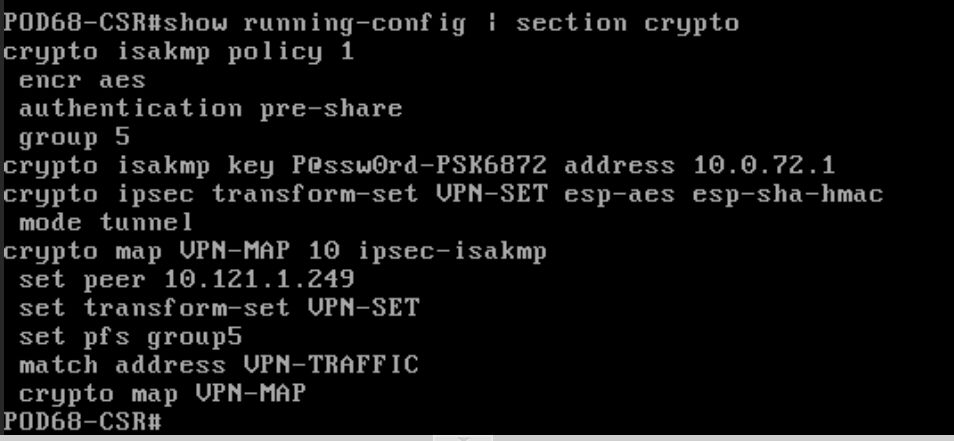 POD68-CSR#show running-config | section crypto
crypto isakmp policy 1
 encr aes
 authentication pre-share
 group 5
crypto isakmp key P@ssw0rd-PSK6872 address 10.0.72.1
crypto ipsec transform-set VPN-SET esp-aes esp-sha-hmac
 mode tunnel
crypto map VPN-MAP 10 ipsec-isakmp
 set peer 10.121.1.249
 set transform-set VPN-SET
 set pfs group5
 match address VPN-TRAFFIC
 crypto map VPN-MAP
POD68-CSR#